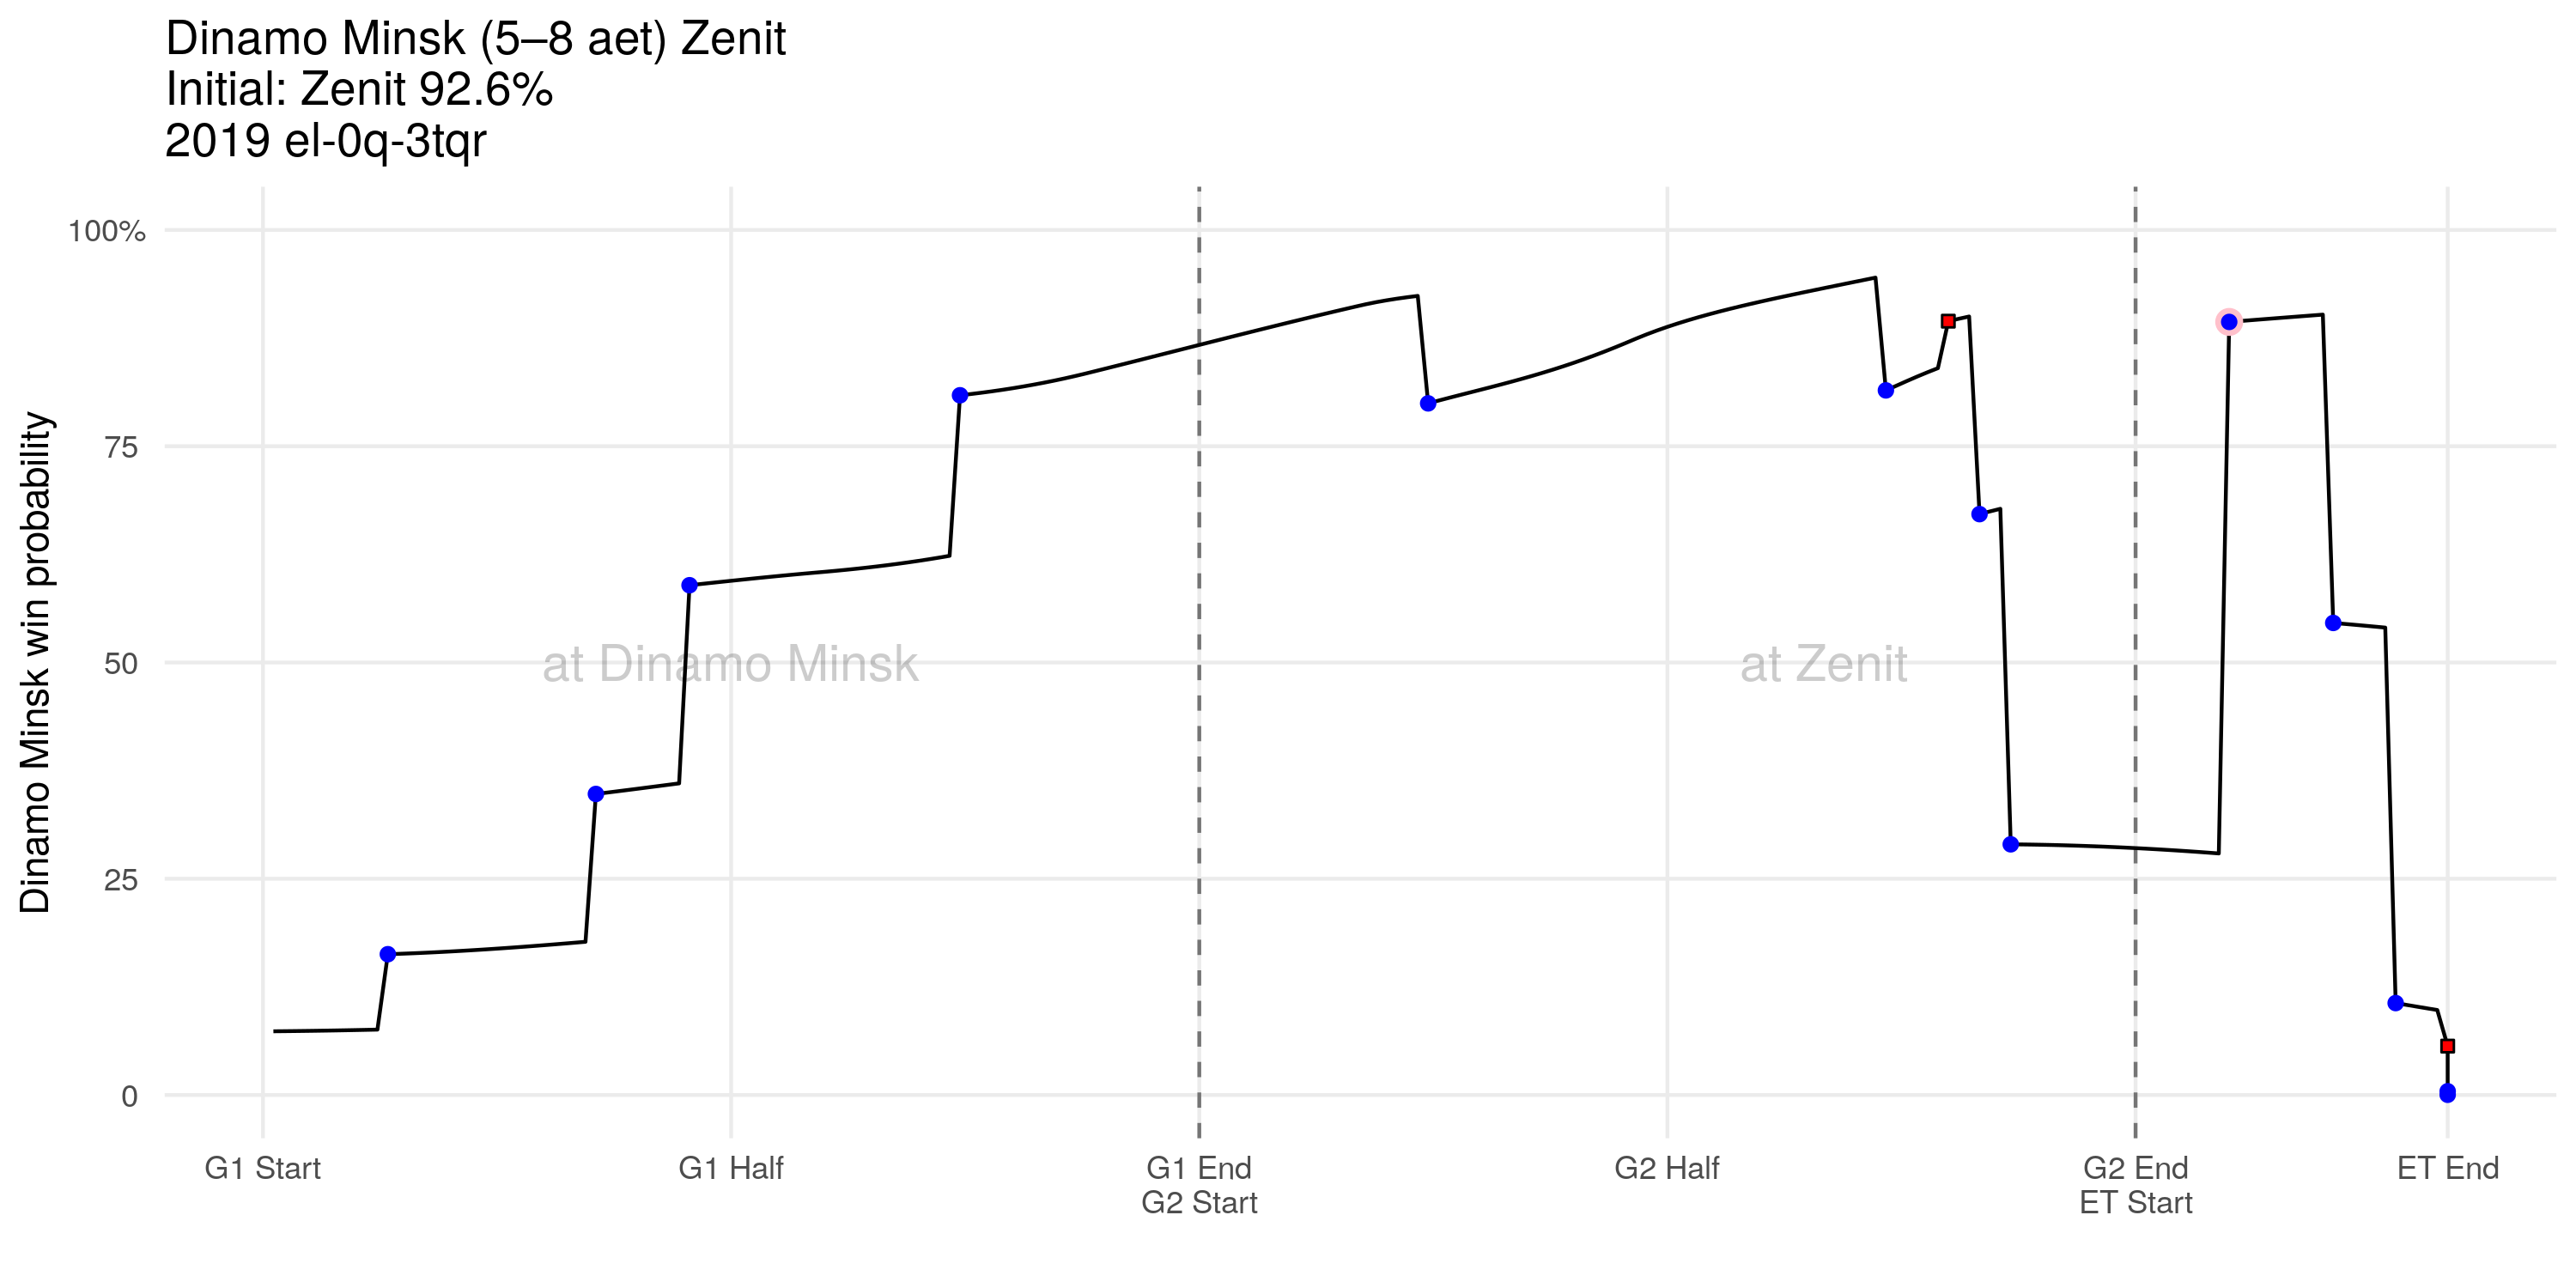 Dinamo Minsk (5–8 aet) Zenit
Initial: Zenit 92.6%
2019 el-0q-3tqr
Dinamo Minsk win probability
100%
75
50
25
0
at Dinamo Minsk
at Zenit
G1 Start
G1 Half
G1 End
G2 Start
G2 Half
G2 End
ET Start
ET End